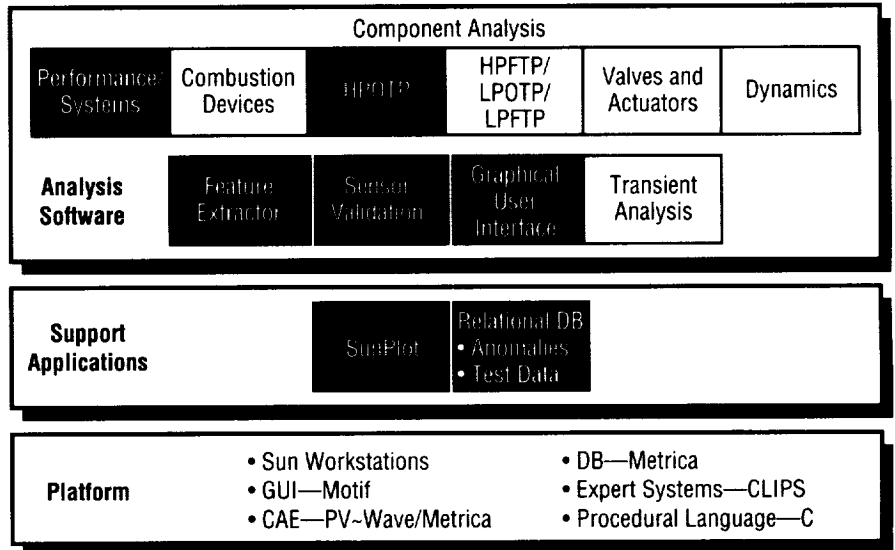 Component Analysis
Performance/
Systems
Combustion
Devices
HPOTP
HPFTP/
LPOTP/
LPFTP
Valves and
Actuators
Dynamics
Analysis
Software
Feature
Extractor
Sensor
Validation
Graphical
User
Interface
Transient
Analysis
Support
Applications
SunPlot
Relational DB
• Anomalies
• Test Data
Platform
• Sun Workstations
• GUI—Motif
• CAE—PV~Wave/Metrica
• DB—Metrica
• Expert Systems—CLIPS
• Procedural Language—C